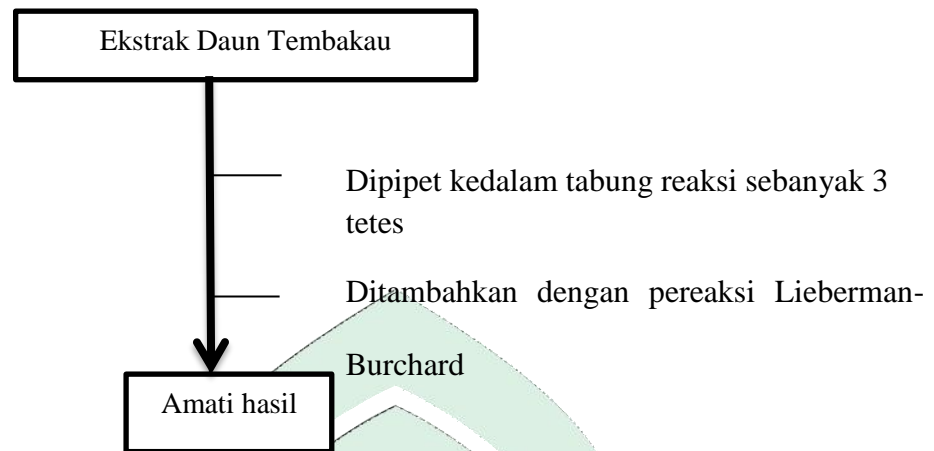 Ekstrak Daun Tembakau
Dipipet kedalam tabung reaksi sebanyak 3
tetes
Ditambahkan dengan pereaksi Lieberman-
Burchard
Amati hasil